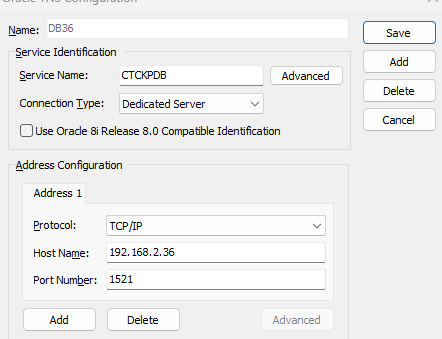 Oracle TNS Configuration
Name: DB36
Save
Service Identification
Service Name: CTCKPDB Advanced
Add
Connection Type: Dedicated Server
Delete
Use Oracle 8i Release 8.0 Compatible Identification
Cancel
Address Configuration
Address 1
Protocol: TCP/IP
Host Name: 192.168.2.36
Port Number: 1521
Add Delete Advanced